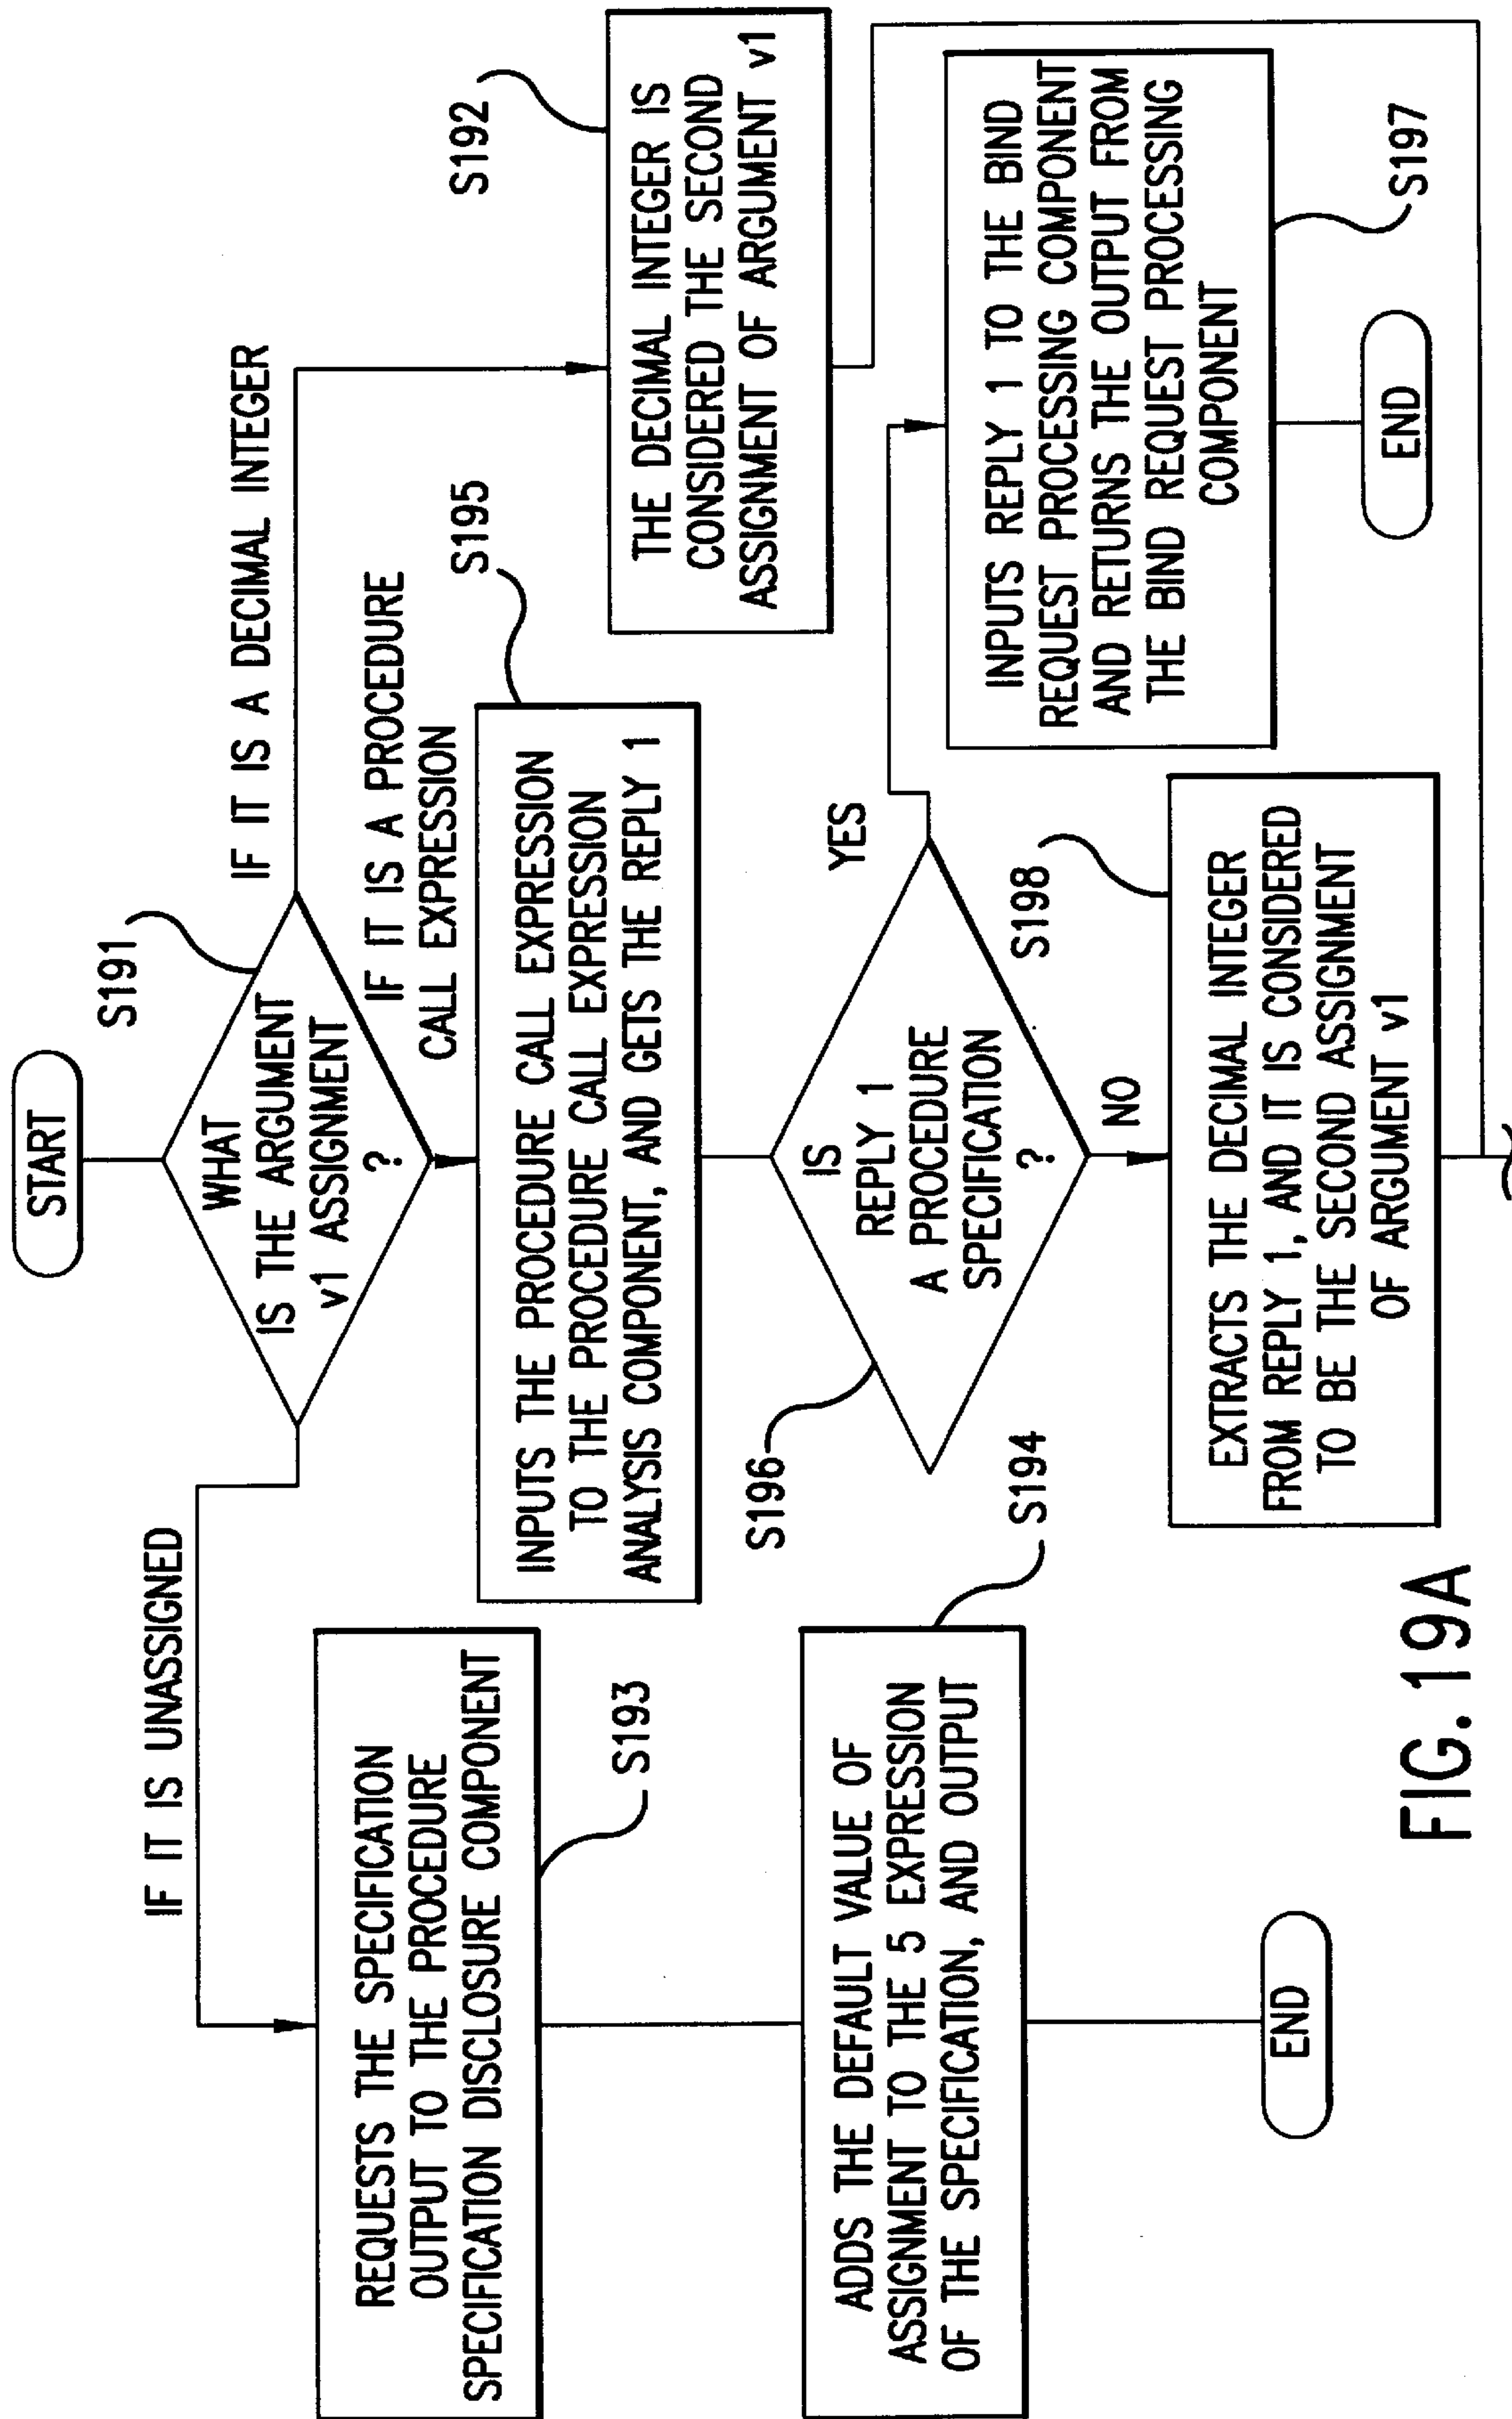 START
S191
WHAT
IS THE ARGUMENT
v1 ASSIGNMENT
?
IF IT IS UNASSIGNED
IF IT IS A DECIMAL INTEGER
IF IT IS A PROCEDURE
CALL EXPRESSION
REQUESTS THE SPECIFICATION
OUTPUT TO THE PROCEDURE
SPECIFICATION DISCLOSURE COMPONENT
S193
S195
INPUTS THE PROCEDURE CALL EXPRESSION
TO THE PROCEDURE CALL EXPRESSION
ANALYSIS COMPONENT, AND GETS THE REPLY 1
S192
THE DECIMAL INTEGER IS
CONSIDERED THE SECOND
ASSIGNMENT OF ARGUMENT v1
ADDS THE DEFAULT VALUE OF
ASSIGNMENT TO THE 5 EXPRESSION
OF THE SPECIFICATION, AND OUTPUT
S194
S196
IS
REPLY 1
A PROCEDURE
SPECIFICATION
?
YES
NO
INPUTS REPLY 1 TO THE BIND
REQUEST PROCESSING COMPONENT
AND RETURNS THE OUTPUT FROM
THE BIND REQUEST PROCESSING
COMPONENT
S197
S198
EXTRACTS THE DECIMAL INTEGER
FROM REPLY 1, AND IT IS CONSIDERED
TO BE THE SECOND ASSIGNMENT
OF ARGUMENT v1
END
END
FIG. 19A